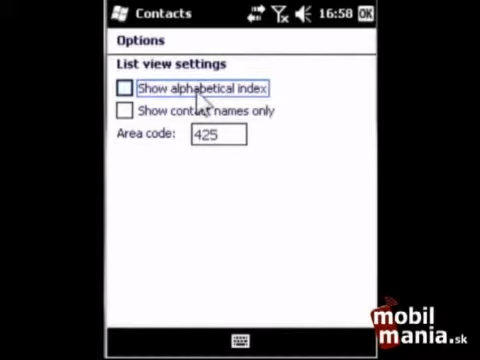 Contacts 16:58 OK
Options
List view settings
Show alphabetical index
Show contact names only
Area code: 425
mobil
mania.sk